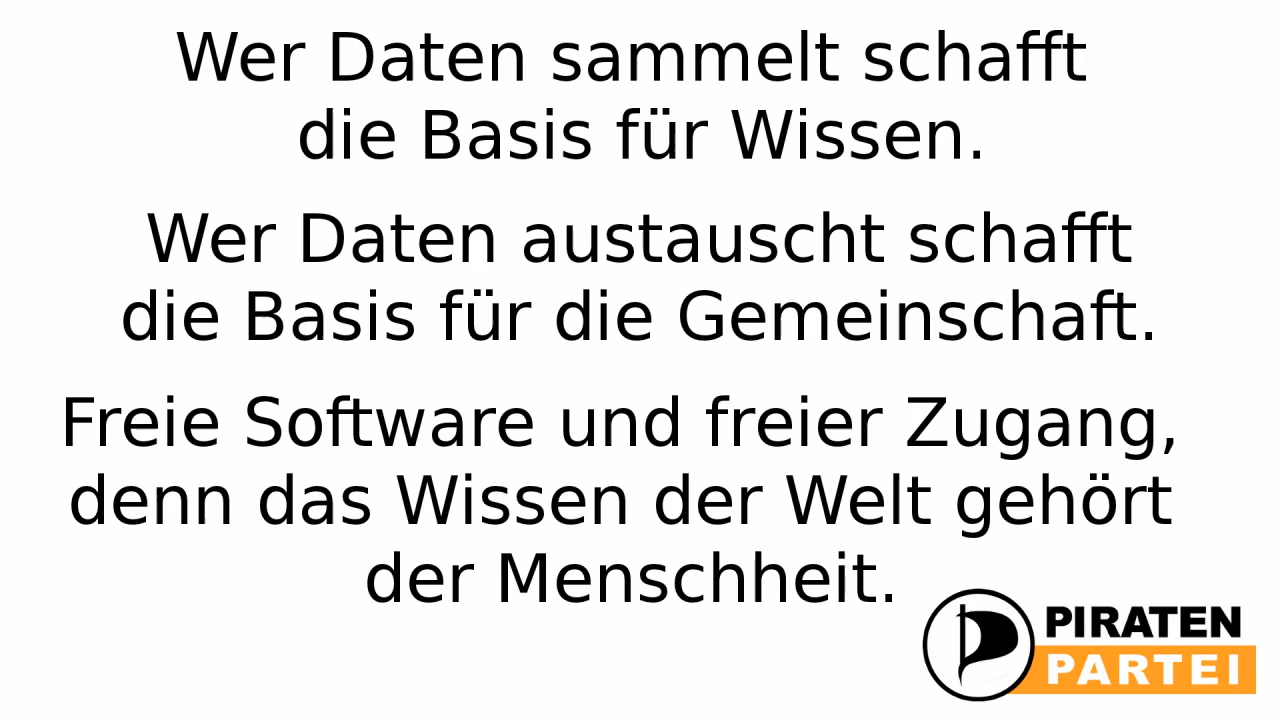 Wer Daten sammelt schafft
die Basis für Wissen.
Wer Daten austauscht schafft
die Basis für die Gemeinschaft.
Freie Software und freier Zugang,
denn das Wissen der Welt gehört
der Menschheit.
PIRATEN
PARTEI